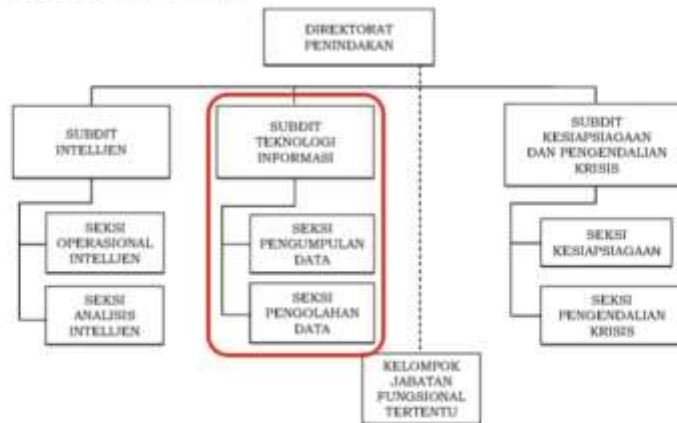 DIREKTORAT
PENINDAKAN
SUBDIT
INTELIJEN
SUBDIT
TEKNOLOGI
INFORMASI
SUBDIT
KESIAPSIAGAAN
DAN PENGENDALIAN
KRISIS
SEKSI
OPERASIONAL
INTELIJEN
SEKSI
ANALISIS
INTELIJEN
SEKSI
PENGUMPULAN
DATA
SEKSI
PENGOLAHAN
DATA
SEKSI
KESIAPSIAGAAN
SEKSI
PENGENDALIAN
KRISIS
KELOMPOK
JABATAN
FUNGSIONAL
TERTENTU